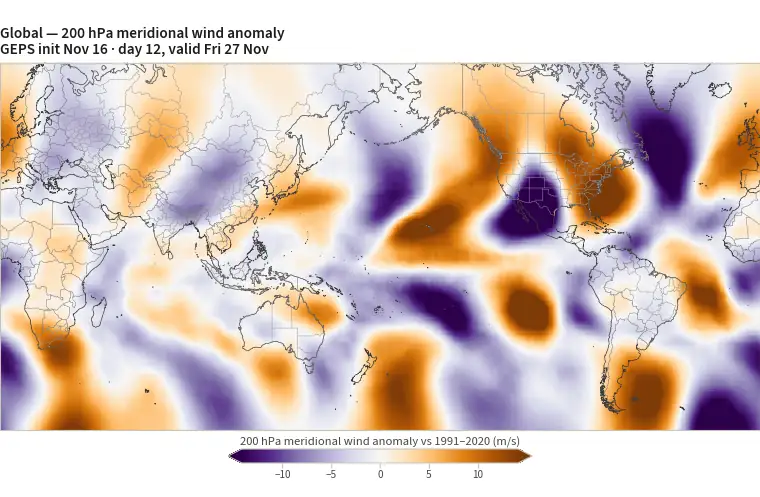 Global — 200 hPa meridional wind anomaly
GEPS init Nov 16 · day 12, valid Fri 27 Nov
200 hPa meridional wind anomaly vs 1991–2020 (m/s)
−10 −5 0 5 10